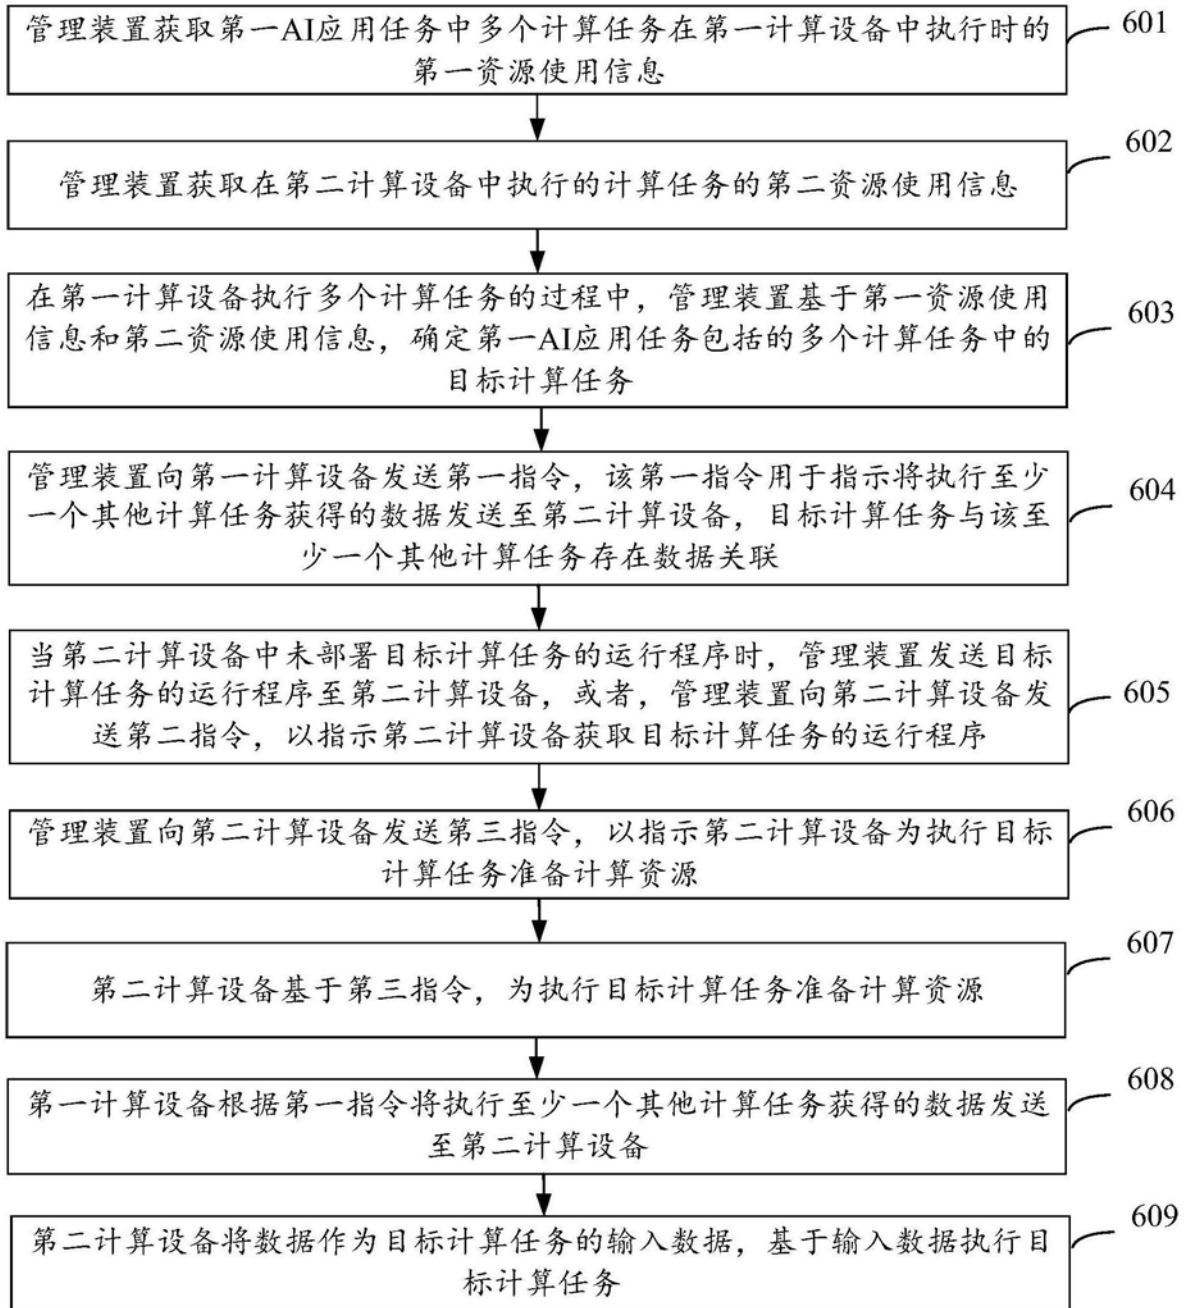 管理装置获取第一AI应用任务中多个计算任务在第一计算设备中执行时的
第一资源使用信息
601
管理装置获取在第二计算设备中执行的计算任务的第二资源使用信息
602
在第一计算设备执行多个计算任务的过程中，管理装置基于第一资源使用
信息和第二资源使用信息，确定第一AI应用任务包括的多个计算任务中的
目标计算任务
603
管理装置向第一计算设备发送第一指令，该第一指令用于指示将执行至少
一个其他计算任务获得的数据发送至第二计算设备，目标计算任务与该至
少一个其他计算任务存在数据关联
604
当第二计算设备中未部署目标计算任务的运行程序时，管理装置发送目标
计算任务的运行程序至第二计算设备，或者，管理装置向第二计算设备发
送第二指令，以指示第二计算设备获取目标计算任务的运行程序
605
管理装置向第二计算设备发送第三指令，以指示第二计算设备为执行目标
计算任务准备计算资源
606
第二计算设备基于第三指令，为执行目标计算任务准备计算资源
607
第一计算设备根据第一指令将执行至少一个其他计算任务获得的数据发送
至第二计算设备
608
第二计算设备将数据作为目标计算任务的输入数据，基于输入数据执行目
标计算任务
609